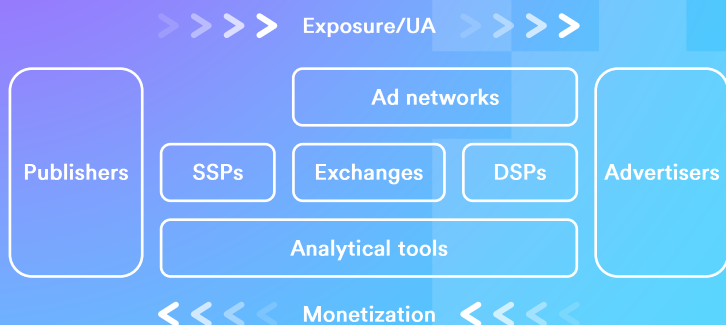 Exposure/UA
Ad networks
Publishers
SSPs
Exchanges
DSPs
Advertisers
Analytical tools
Monetization